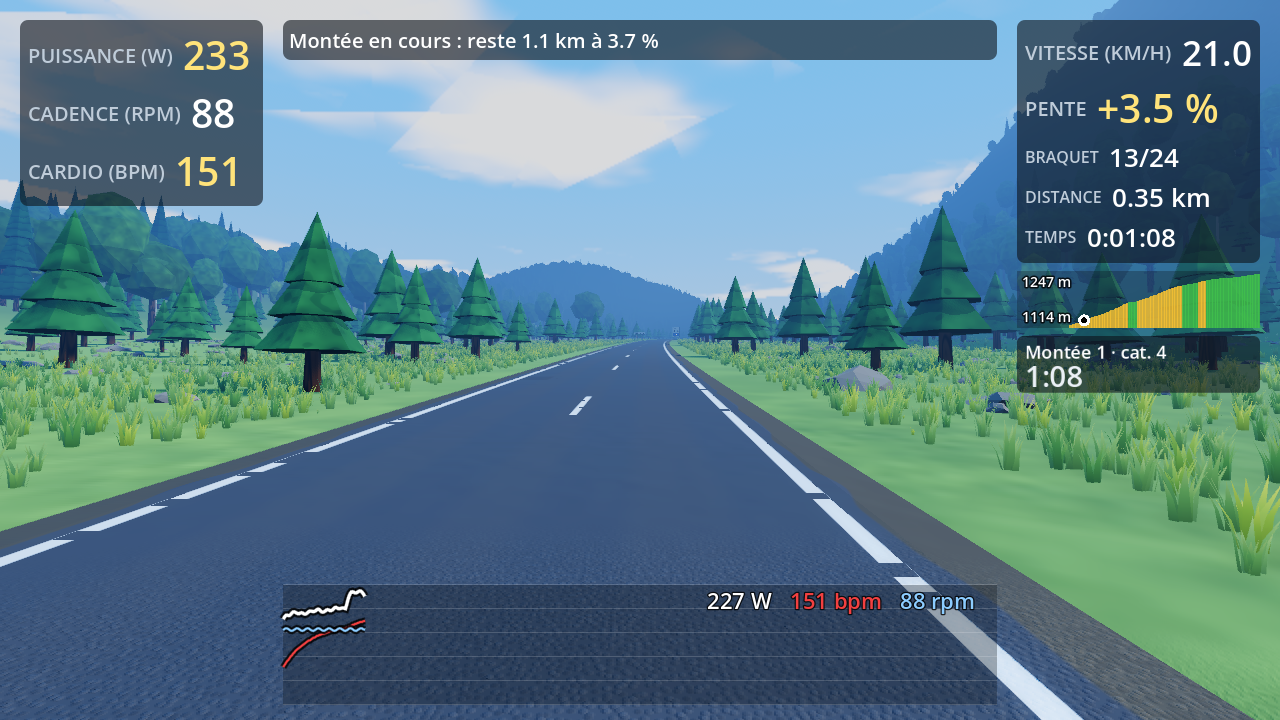 PUISSANCE (W) 233
CADENCE (RPM) 88
CARDIO (BPM) 151
Montée en cours : reste 1.1 km à 3.7 %
VITESSE (KM/H) 21.0
PENTE +3.5 %
BRAQUET 13/24
DISTANCE 0.35 km
TEMPS 0:01:08
1247 m
1114 m
Montée 1 · cat. 4
1:08
227 W 151 bpm 88 rpm